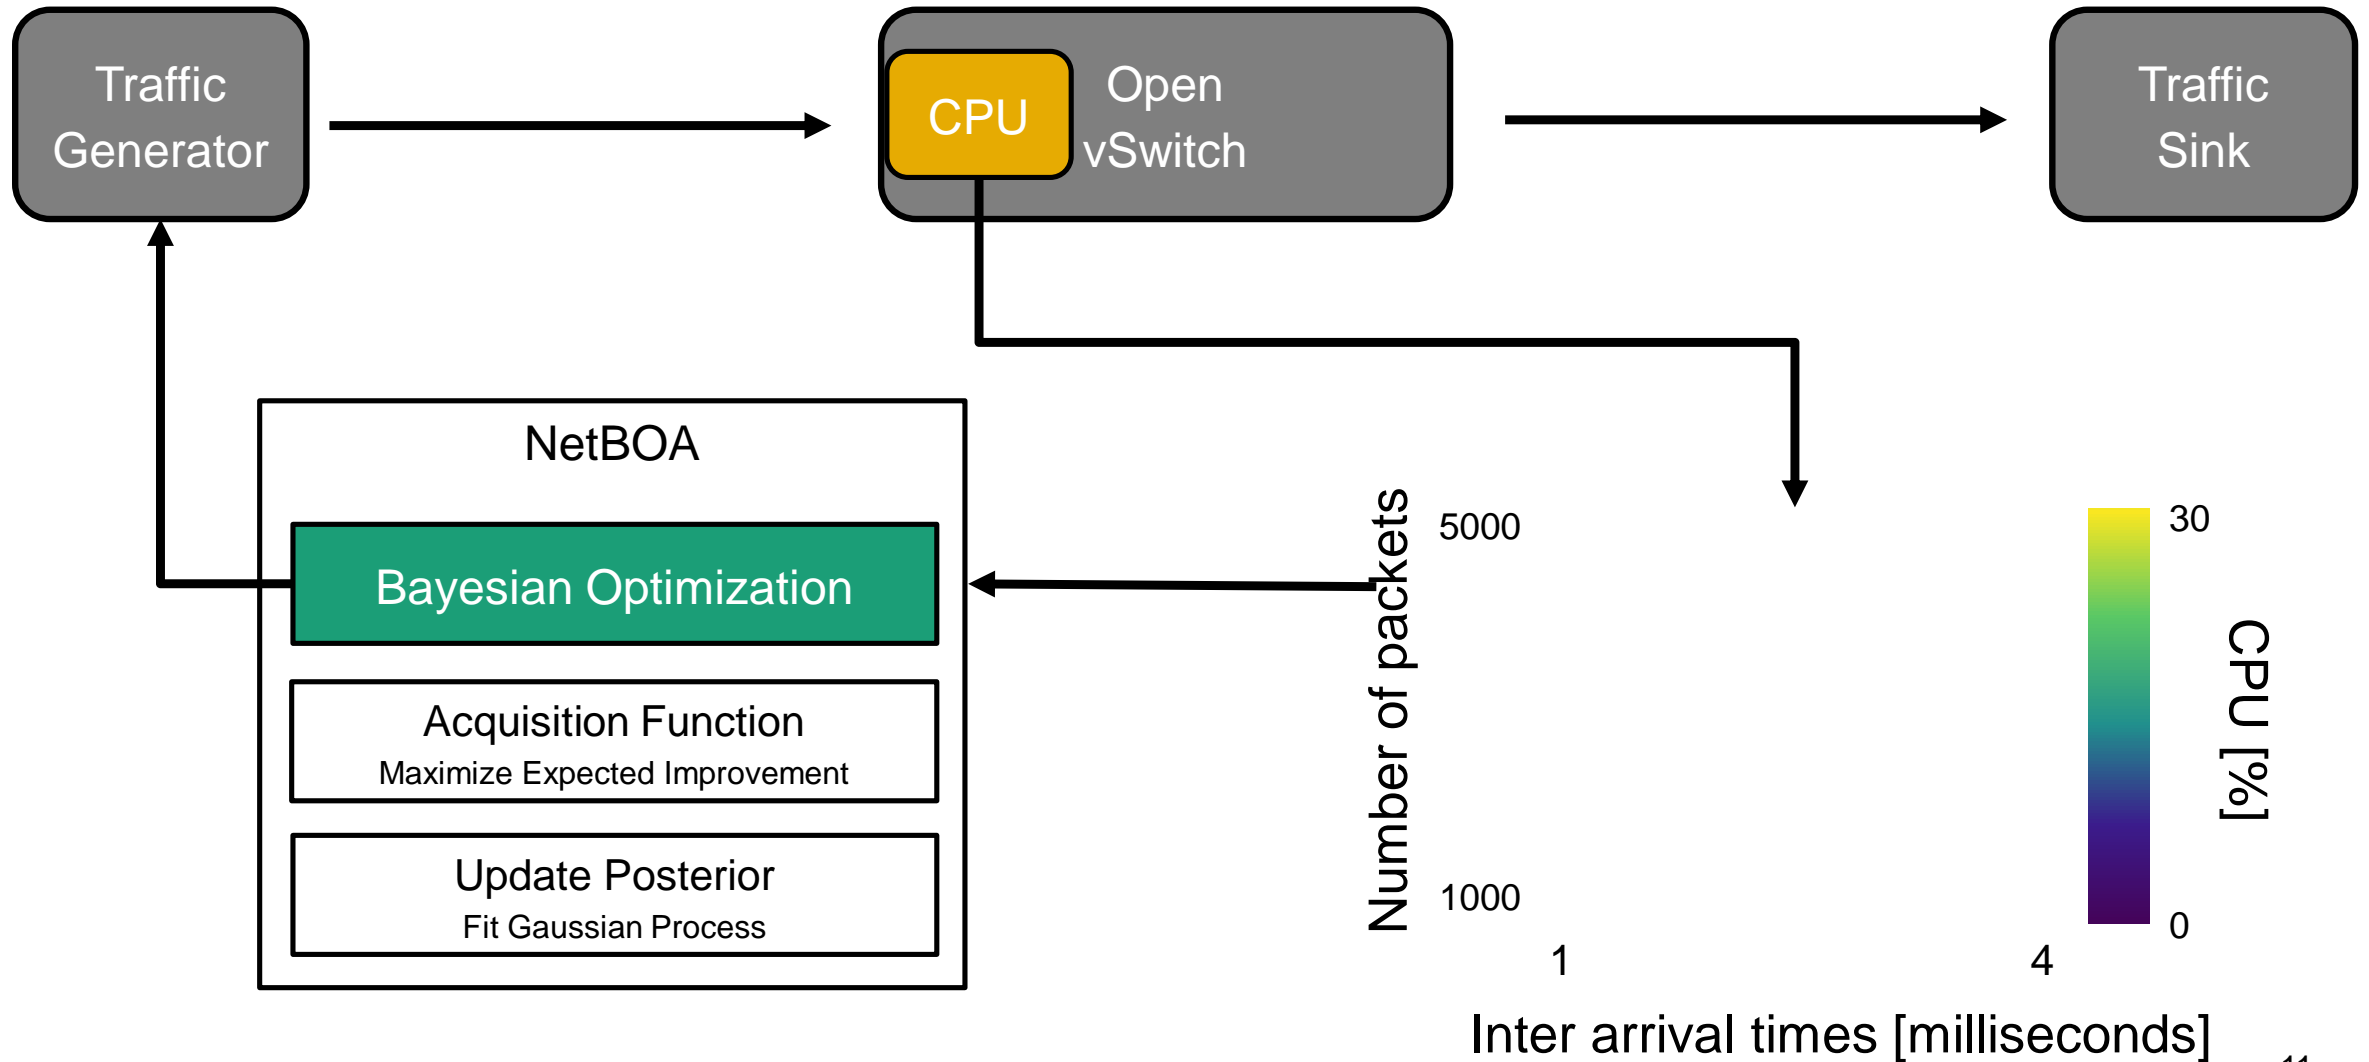 Traffic
Generator
CPU
Open
vSwitch
Traffic
Sink
NetBOA
Bayesian Optimization
Acquisition Function
Maximize Expected Improvement
Update Posterior
Fit Gaussian Process
Number of packets
5000
1000
1
4
Inter arrival times [milliseconds]
30
0
CPU [%]
11